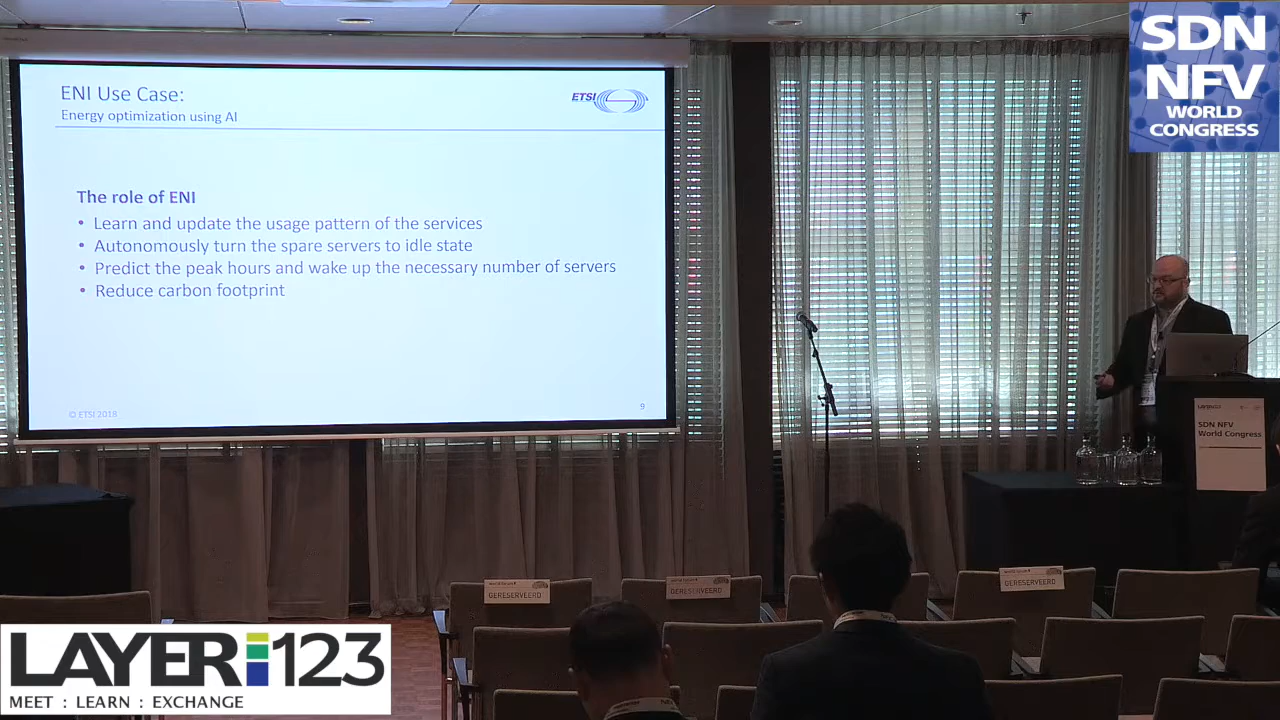 ENI Use Case:
Energy optimization using AI
ETSI
The role of ENI
• Learn and update the usage pattern of the services
• Autonomously turn the spare servers to idle state
• Predict the peak hours and wake up the necessary number of servers
• Reduce carbon footprint
© ETSI 2018
9
SDN
NFV
WORLD
CONGRESS
SDN NFV
World Congress
GERESERVEERD
GERESERVEERD
GERESERVEERD
LAYER123
MEET : LEARN : EXCHANGE